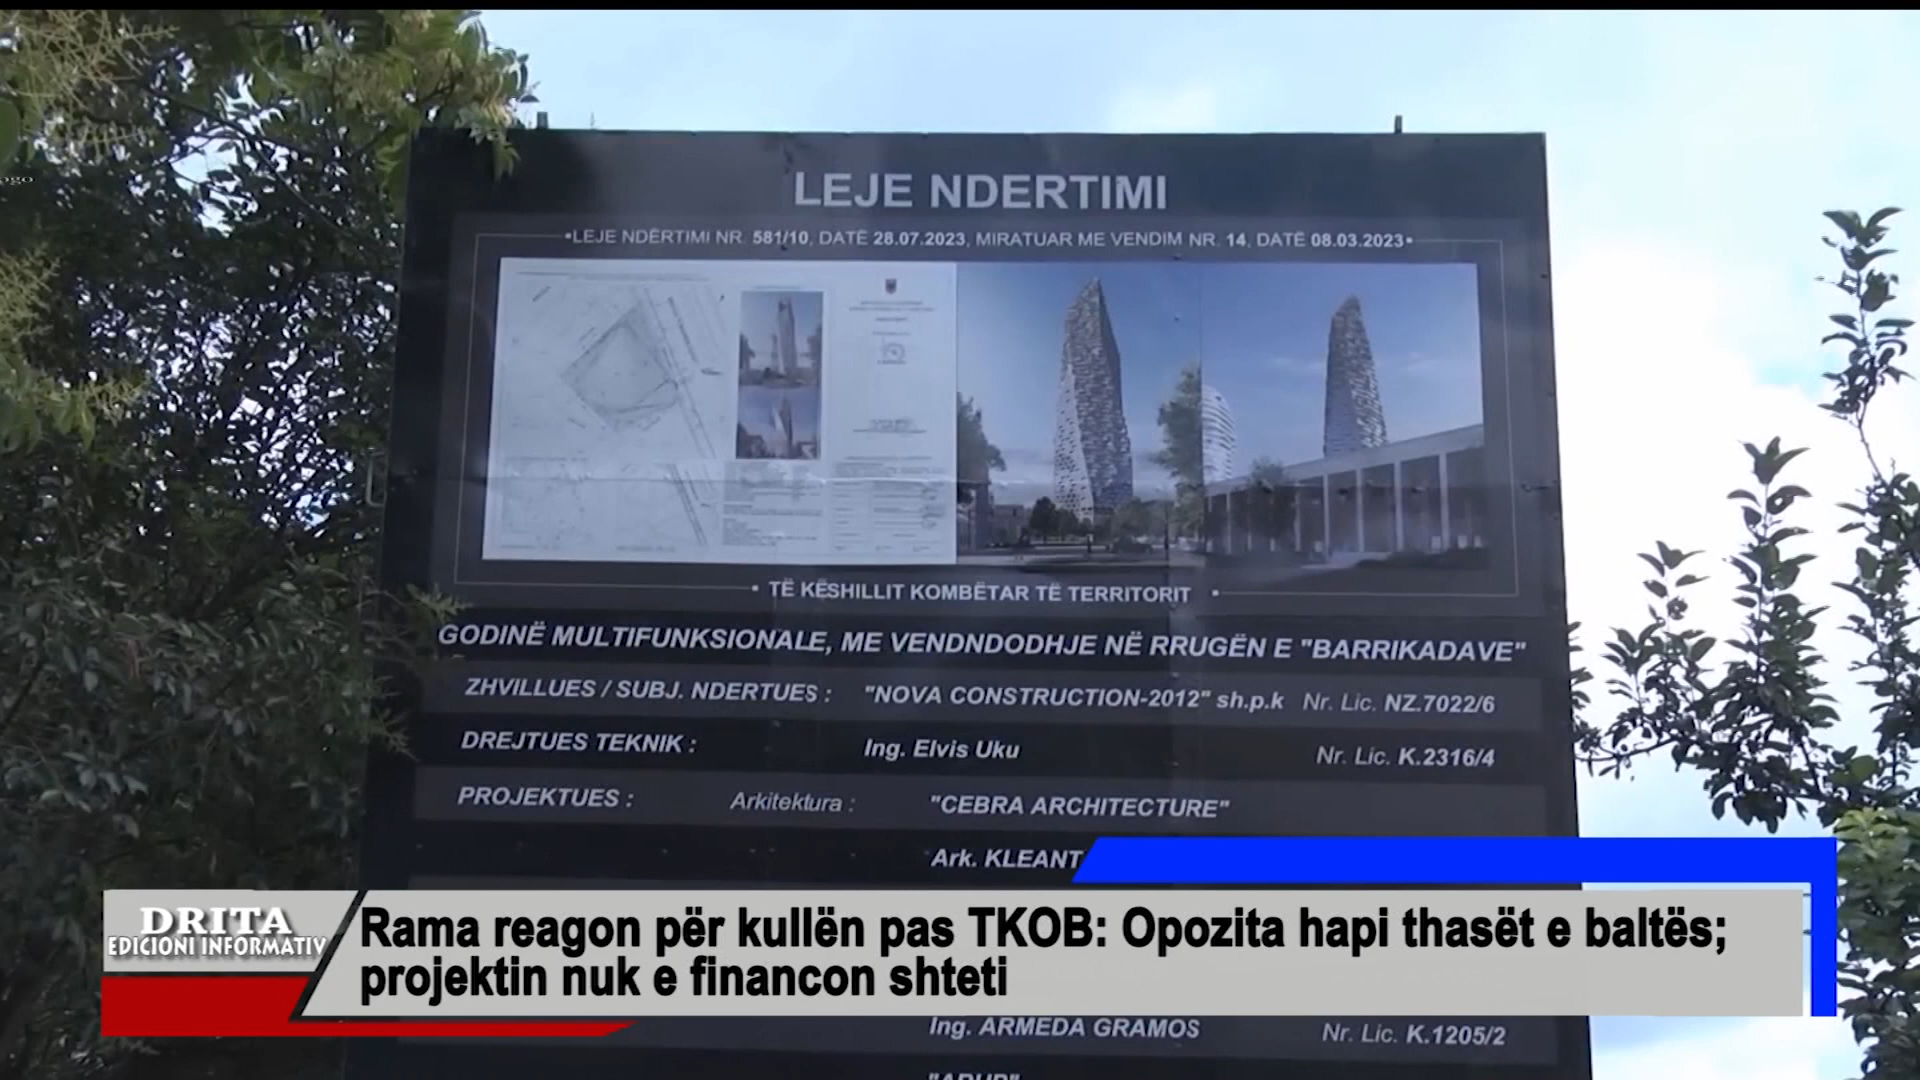 LEJE NDERTIMI
•LEJE NDËRTIMI NR. 581/10, DATË 28.07.2023, MIRATUAR ME VENDIM NR. 14, DATË 08.03.2023•
• TË KËSHILLIT KOMBËTAR TË TERRITORIT •
GODINË MULTIFUNKSIONALE, ME VENDNDODHJE NË RRUGËN E "BARRIKADAVE"
ZHVILLUES / SUBJ. NDERTUES : "NOVA CONSTRUCTION-2012" sh.p.k Nr. Lic. NZ.7022/6
DREJTUES TEKNIK : Ing. Elvis Uku Nr. Lic. K.2316/4
PROJEKTUES : Arkitektura : "CEBRA ARCHITECTURE"
Ark. KLEANT
DRITA
EDICIONI INFORMATIV
Rama reagon për kullën pas TKOB: Opozita hapi thasët e baltës;
projektin nuk e financon shteti
Ing. ARMEDA GRAMOS Nr. Lic. K.1205/2